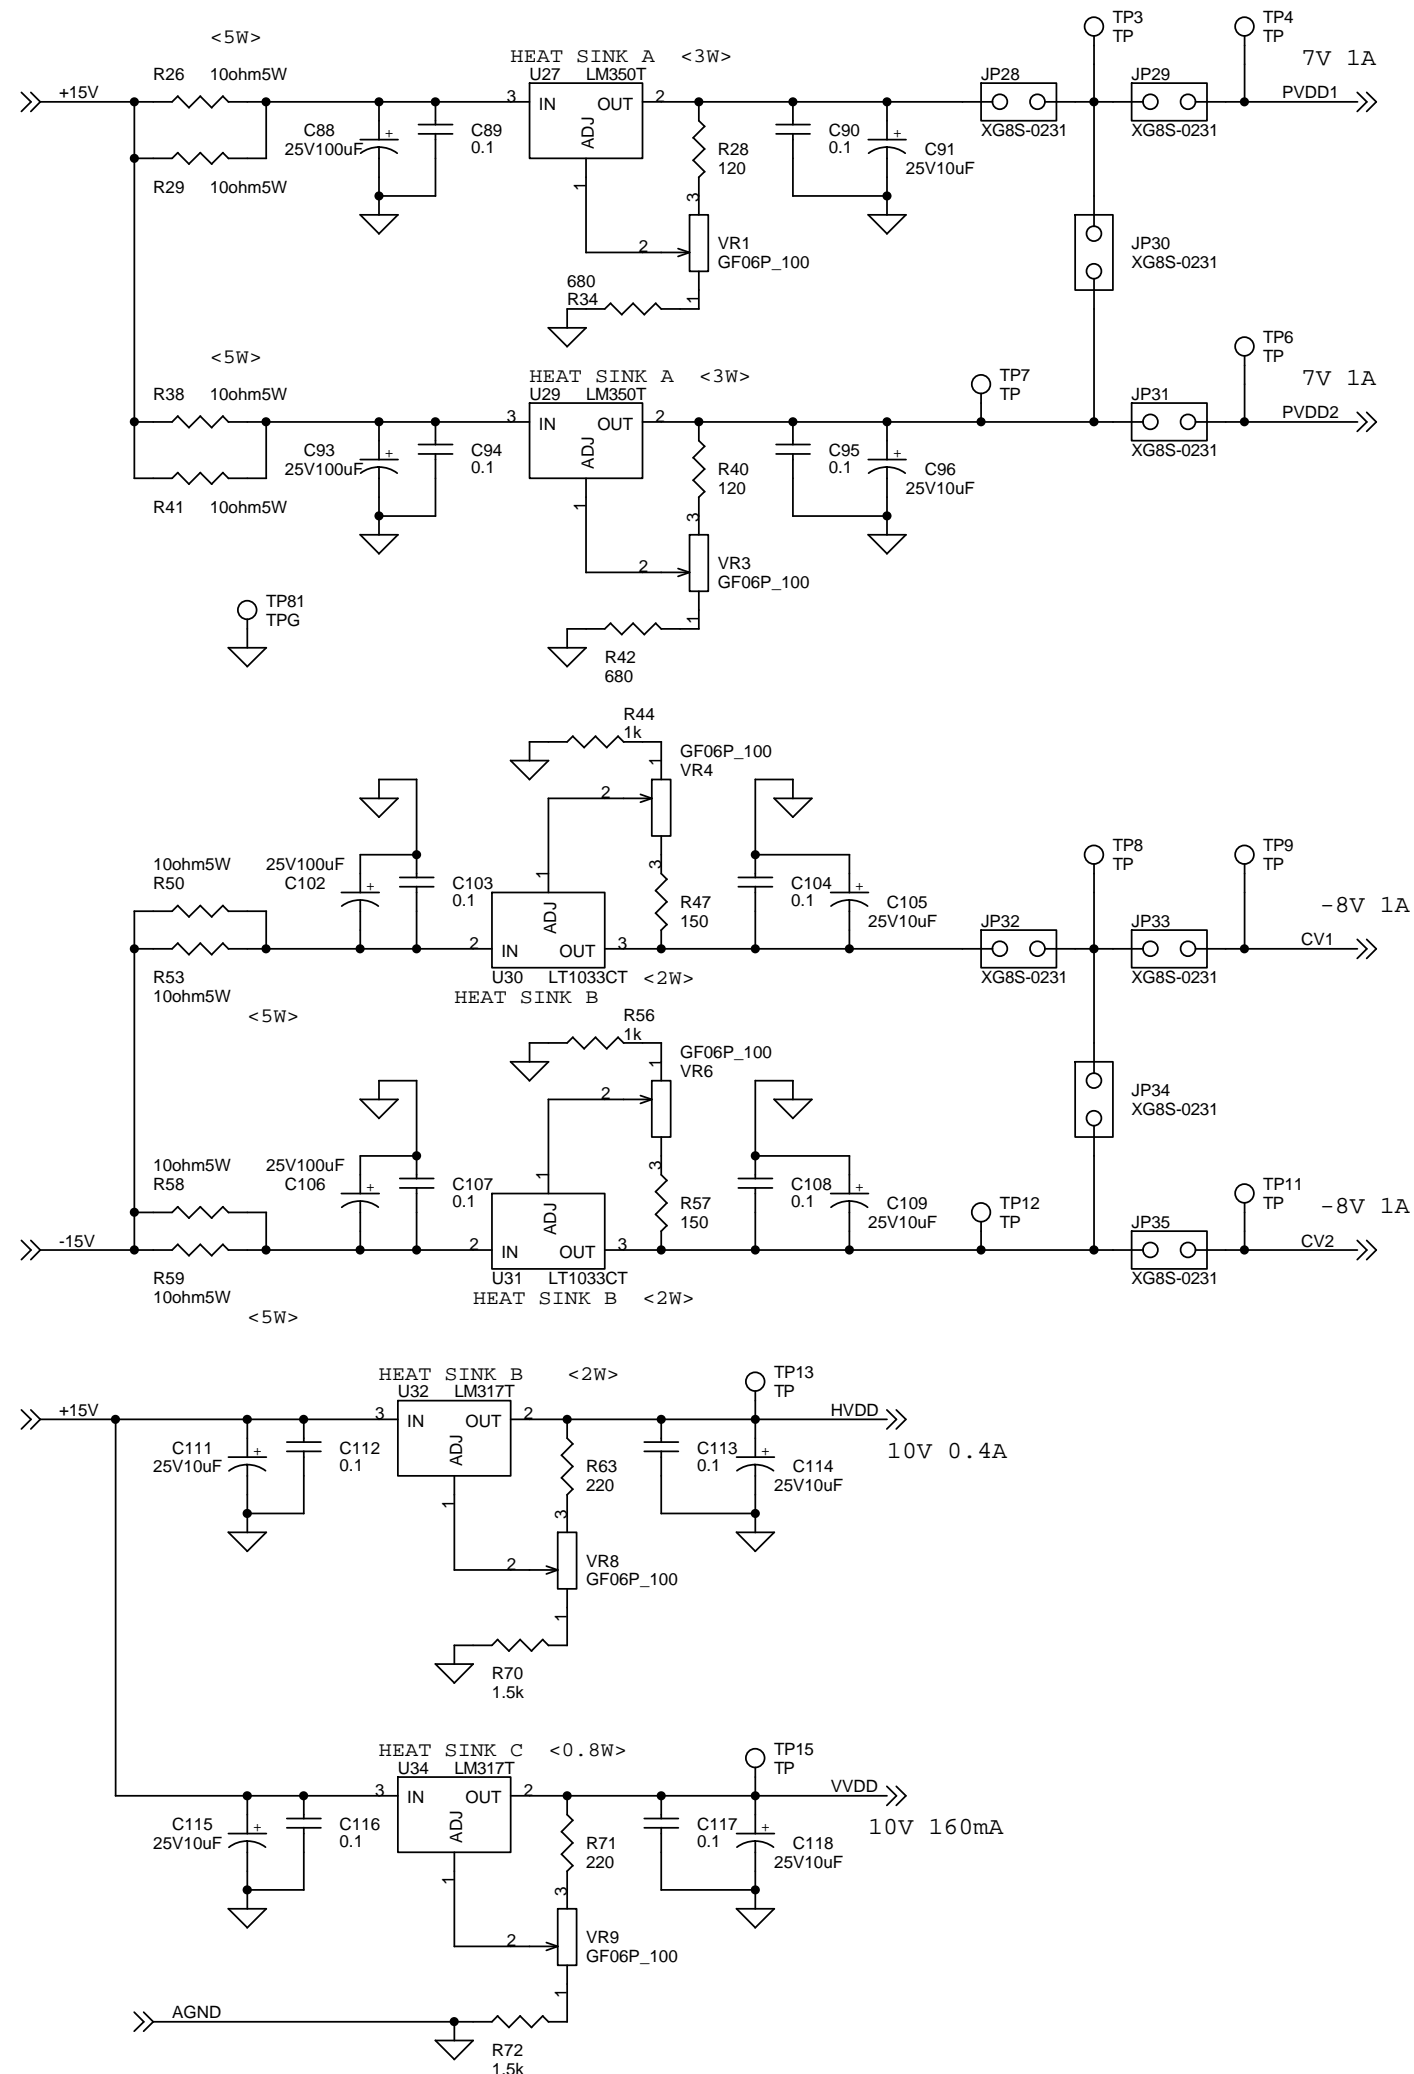 <5W>
R26 10ohm5W
+15V
R29 10ohm5W
C88
25V100uF
+
C89
0.1
HEAT SINK A <3W>
U27 LM350T
3 IN OUT 2
ADJ
1
R28
120
3
2
VR1
GF06P_100
1
680
R34
C90
0.1
+
C91
25V10uF
JP28
XG8S-0231
TP3
TP
JP29
XG8S-0231
TP4
TP
7V 1A
PVDD1
JP30
XG8S-0231
<5W>
R38 10ohm5W
R41 10ohm5W
C93
25V100uF
+
C94
0.1
HEAT SINK A <3W>
U29 LM350T
3 IN OUT 2
ADJ
1
R40
120
3
2
VR3
GF06P_100
1
R42
680
C95
0.1
+
C96
25V10uF
TP7
TP
JP31
XG8S-0231
TP6
TP
7V 1A
PVDD2
TP81
TPG
R44
1k
1
GF06P_100
VR4
2
3
R47
150
10ohm5W
R50
R53
10ohm5W
<5W>
25V100uF
C102
+
C103
0.1
1
ADJ
2 IN OUT 3
U30 LT1033CT <2W>
HEAT SINK B
C104
0.1
+
C105
25V10uF
JP32
XG8S-0231
TP8
TP
JP33
XG8S-0231
TP9
TP
-8V 1A
CV1
JP34
XG8S-0231
R56
1k
1
GF06P_100
VR6
2
3
R57
150
10ohm5W
R58
-15V
R59
10ohm5W
<5W>
25V100uF
C106
+
C107
0.1
1
ADJ
2 IN OUT 3
U31 LT1033CT
HEAT SINK B <2W>
C108
0.1
+
C109
25V10uF
TP12
TP
JP35
XG8S-0231
TP11
TP
-8V 1A
CV2
HEAT SINK B <2W>
U32 LM317T
+15V
3 IN OUT 2
ADJ
1
C111
25V10uF
+
C112
0.1
R63
220
3
2
VR8
GF06P_100
1
R70
1.5k
C113
0.1
+
C114
25V10uF
TP13
TP
HVDD
10V 0.4A
HEAT SINK C <0.8W>
U34 LM317T
3 IN OUT 2
ADJ
1
C115
25V10uF
+
C116
0.1
R71
220
3
2
VR9
GF06P_100
1
C117
0.1
+
C118
25V10uF
TP15
TP
VVDD
10V 160mA
AGND
R72
1.5k